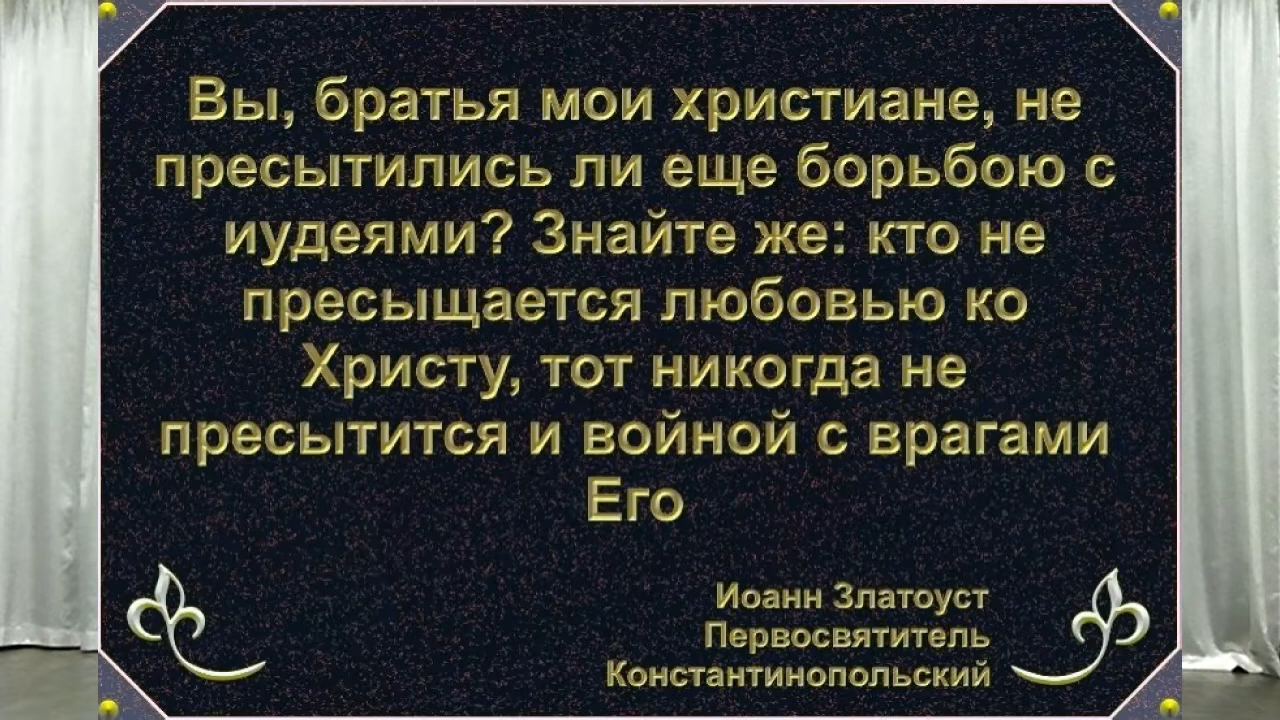 Вы, братья мои христиане, не
пресытились ли еще борьбою с
иудеями? Знайте же: кто не
пресыщается любовью ко
Христу, тот никогда не
пресытится и войной с врагами
Его
Иоанн Златоуст
Первосвятитель
Константинопольский